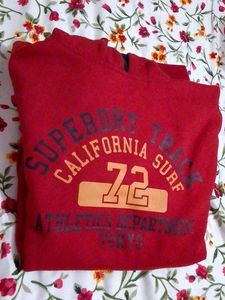 SUPERDRY TRACK
CALIFORNIA SURF
72
ATHLETICS DEPARTMENT
TOKYO